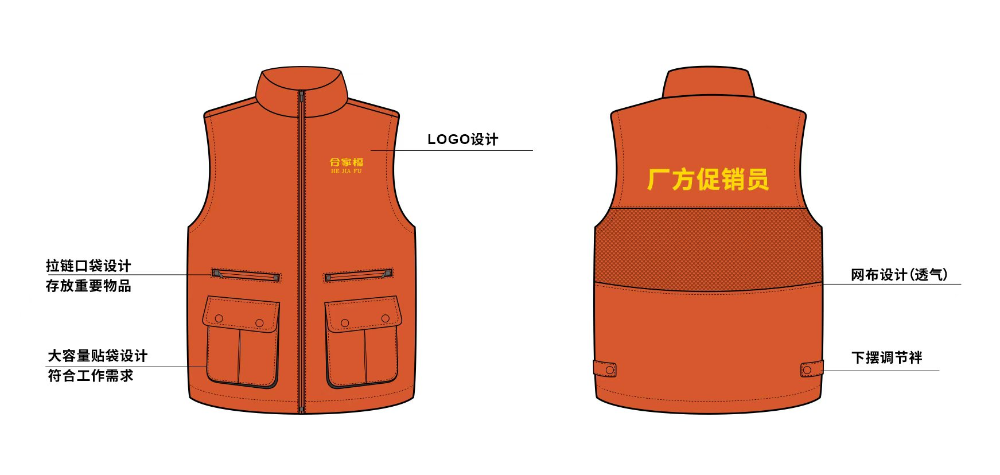 LOGO设计
合家福
HE JIA FU
拉链口袋设计
存放重要物品
大容量贴袋设计
符合工作需求
厂方促销员
网布设计(透气)
下摆调节袢